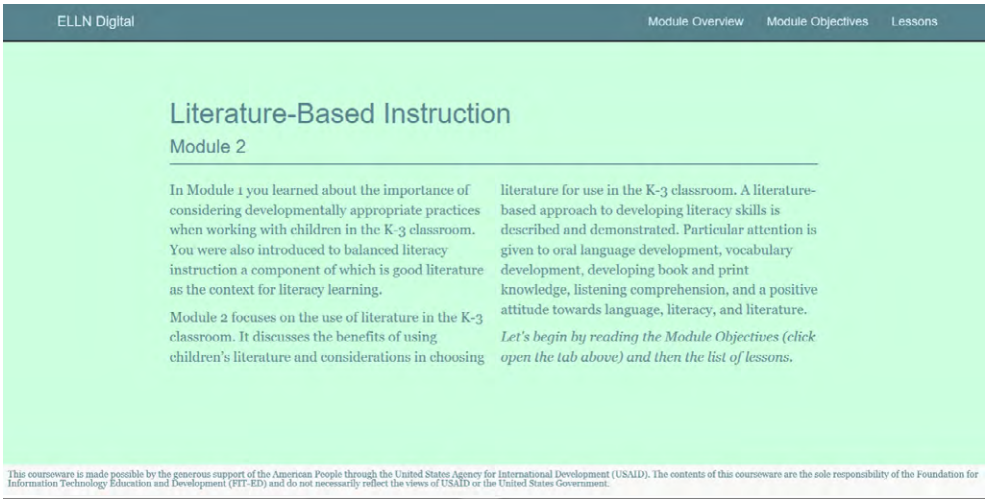 ELLN Digital
Module Overview
Module Objectives
Lessons
Literature-Based Instruction
Module 2
In Module 1 you learned about the importance of
considering developmentally appropriate practices
when working with children in the K-3 classroom.
You were also introduced to balanced literacy
instruction a component of which is good literature
as the context for literacy learning.
Module 2 focuses on the use of literature in the K-3
classroom. It discusses the benefits of using
children's literature and considerations in choosing
literature for use in the K-3 classroom. A literature-
based approach to developing literacy skills is
described and demonstrated. Particular attention is
given to oral language development, vocabulary
development, developing book and print
knowledge, listening comprehension, and a positive
attitude towards language, literacy, and literature.
Let's begin by reading the Module Objectives (click
open the tab above) and then the list of lessons.
This courseware is made possible by the generous support of the American People through the United States Agency for International Development (USAID). The contents of this courseware are the sole responsibility of the Foundation for
Information Technology Education and Development (FIT-ED) and do not necessarily reflect the views of USAID or the United States Government.